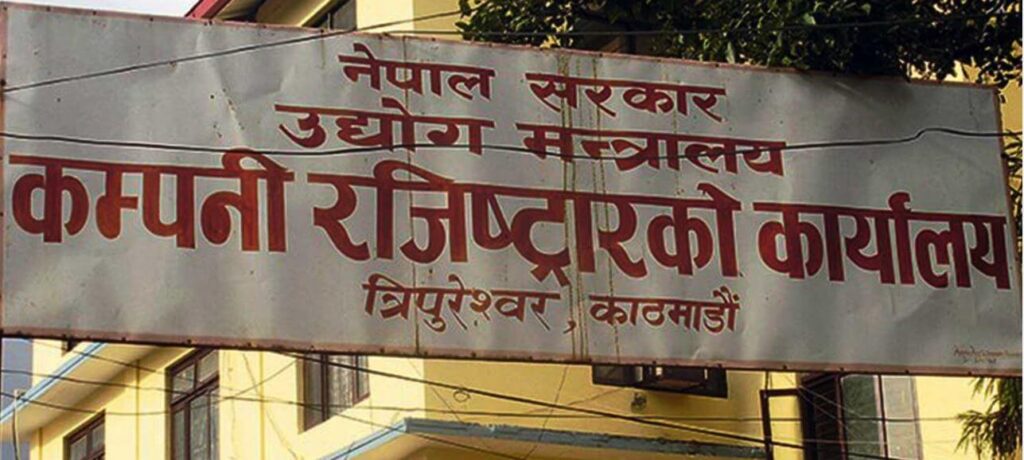 नेपाल सरकार
उद्योग मन्त्रालय
कम्पनी रजिष्ट्रारको कार्यालय
त्रिपुरेश्वर, काठमाडौं